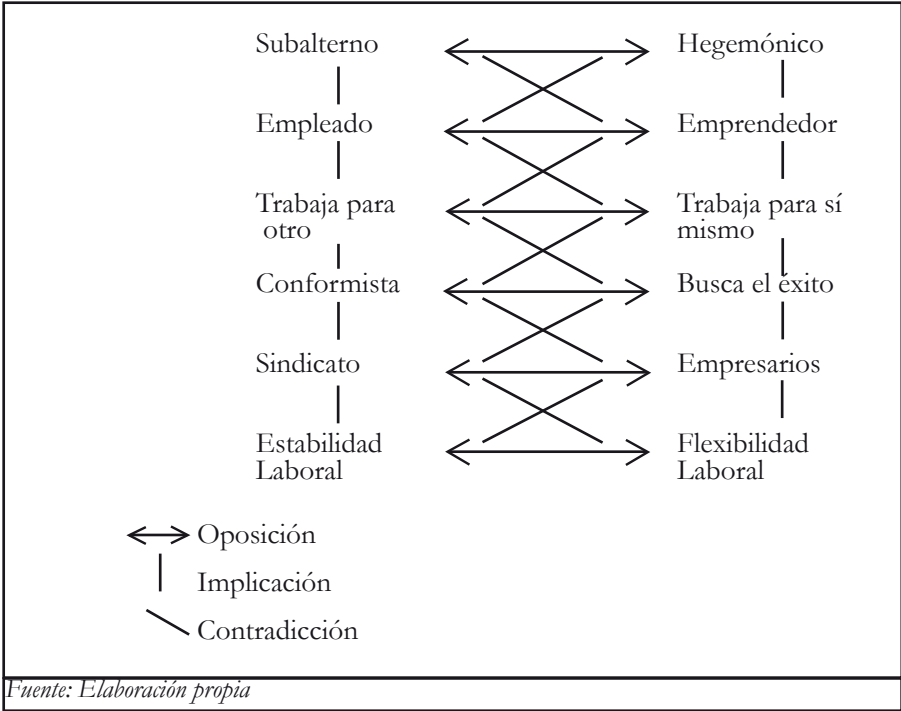 Subalterno Hegemónico
Empleado Emprendedor
Trabaja para Trabaja para sí
otro mismo
Conformista Busca el éxito
Sindicato Empresarios
Estabilidad Flexibilidad
Laboral Laboral
Oposición
Implicación
Contradicción
Fuente: Elaboración propia